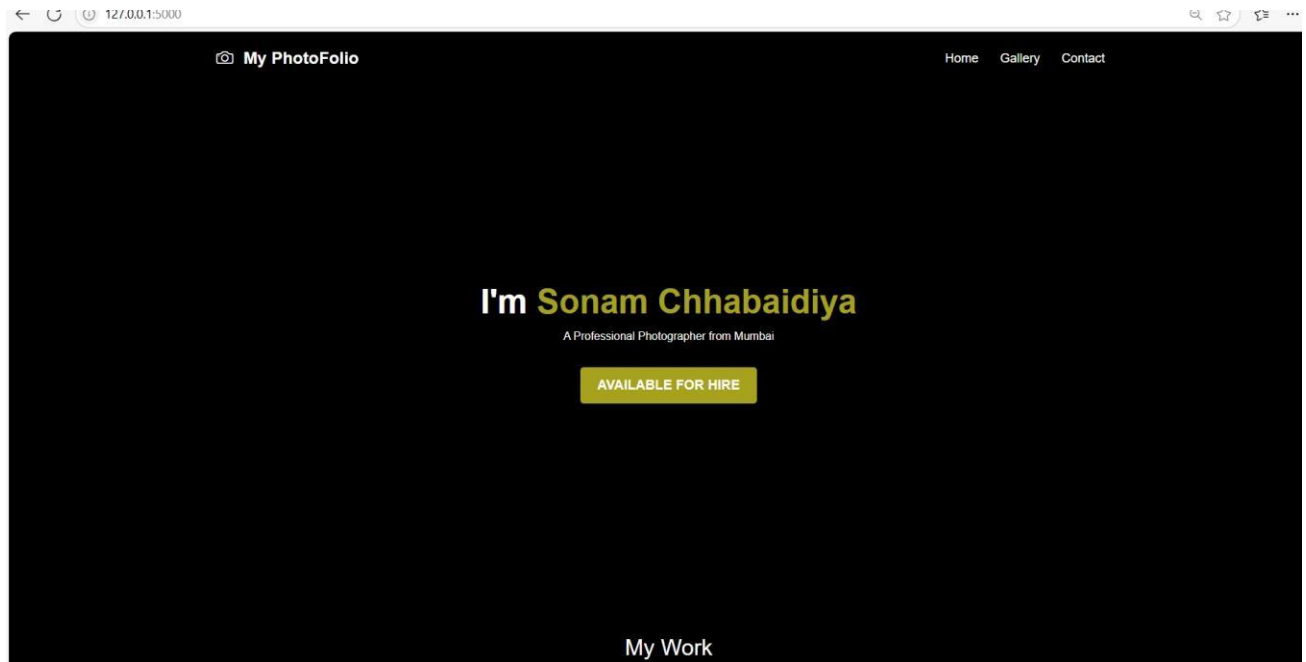 127.0.0.1:5000
My PhotoFolio
Home Gallery Contact
I'm Sonam Chhabaidiya
A Professional Photographer from Mumbai
AVAILABLE FOR HIRE
My Work